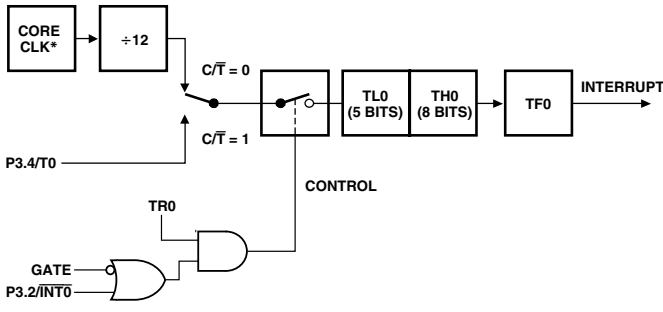 CORE
CLK*
÷12
C/T̅ = 0
TL0
(5 BITS)
TH0
(8 BITS)
TF0
INTERRUPT
C/T̅ = 1
P3.4/T0
CONTROL
TR0
GATE
P3.2/I̅N̅T̅0̅